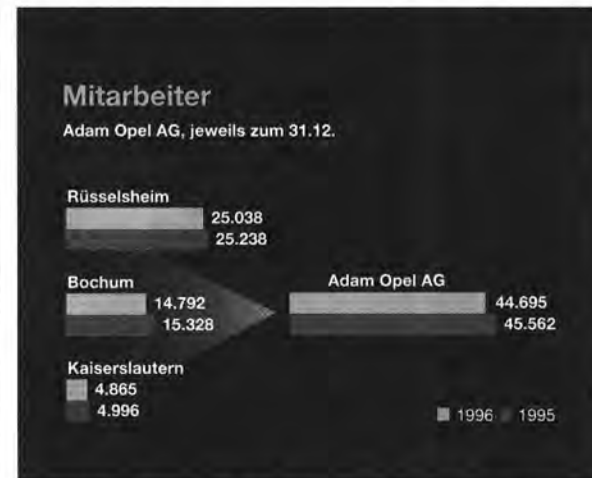 Mitarbeiter
Adam Opel AG, jeweils zum 31.12.
Rüsselsheim
25.038
25.238
Bochum
14.792
15.328
Kaiserslautern
4.865
4.996
Adam Opel AG
44.695
45.562
1996 1995